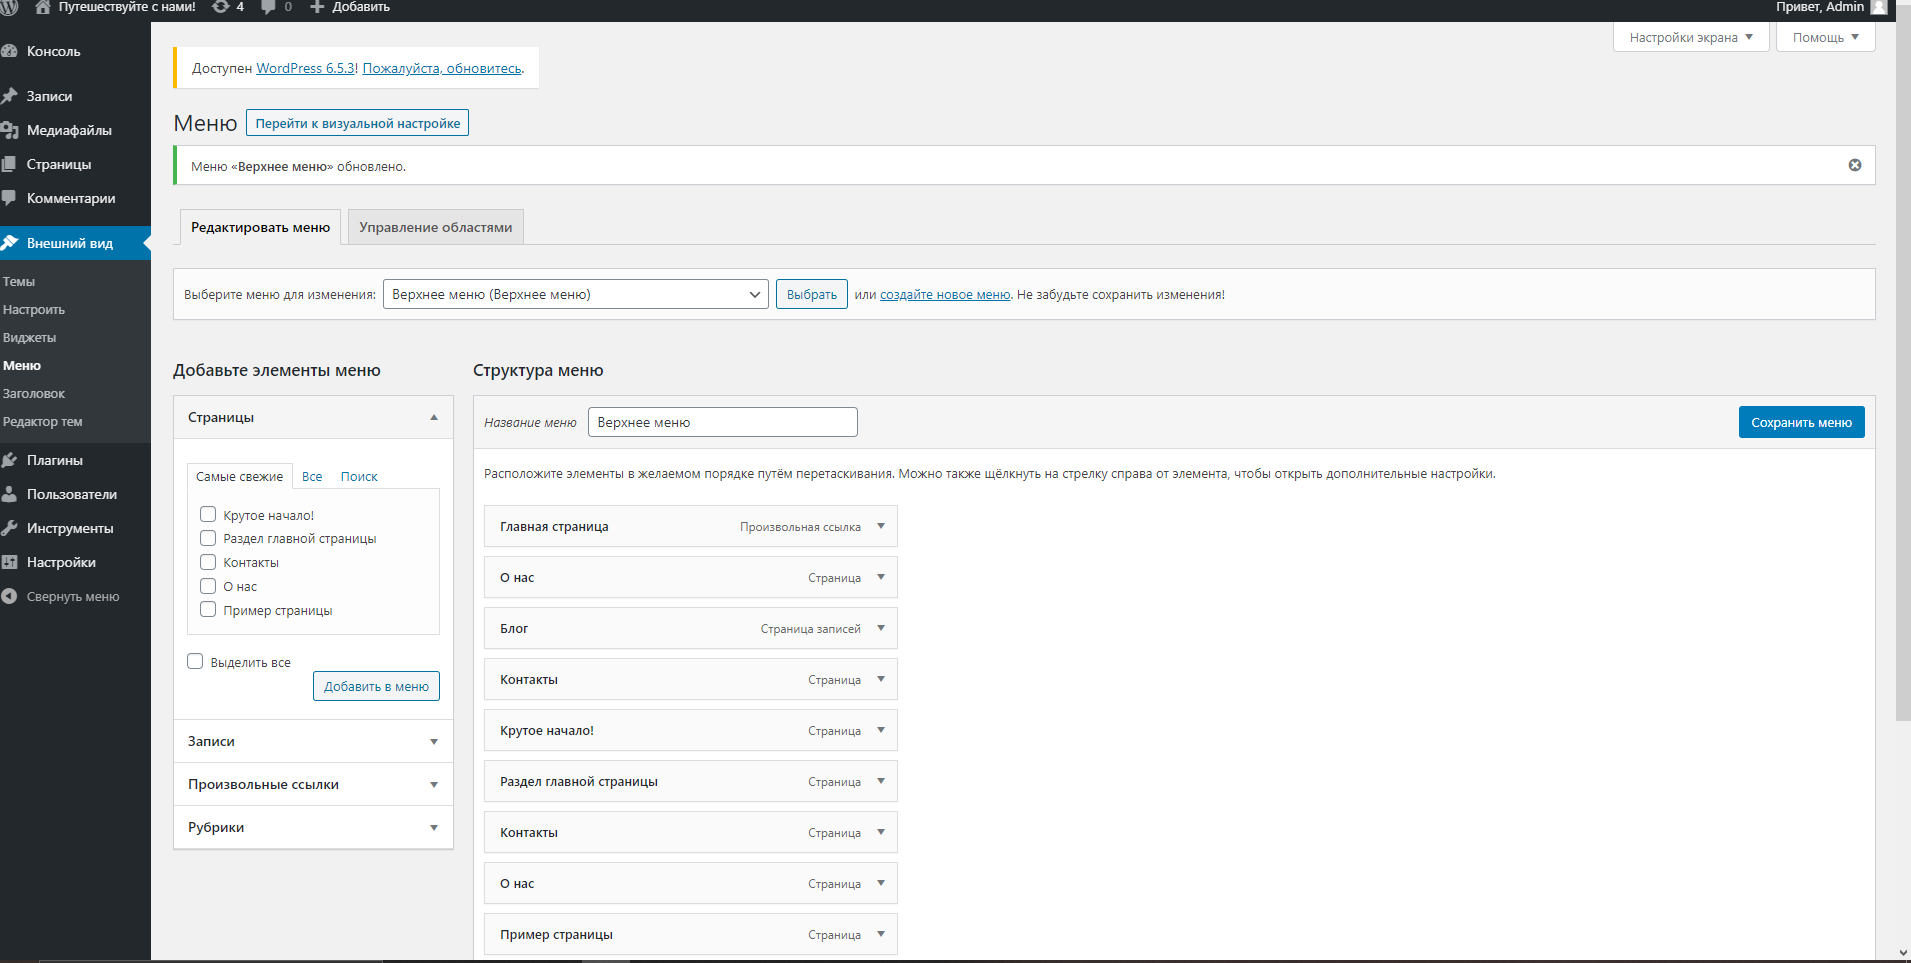 Путешествуйте с нами! 4 0 Добавить Привет, Admin
Настройки экрана Помощь
Консоль
Записи
Медиафайлы
Страницы
Комментарии
Внешний вид
Темы
Настроить
Виджеты
Меню
Заголовок
Редактор тем
Плагины
Пользователи
Инструменты
Настройки
Свернуть меню
Доступен WordPress 6.5.3! Пожалуйста, обновитесь.
Меню Перейти к визуальной настройке
Меню «Верхнее меню» обновлено.
Редактировать меню Управление областями
Выберите меню для изменения: Верхнее меню (Верхнее меню) Выбрать или создайте новое меню. Не забудьте сохранить изменения!
Добавьте элементы меню
Страницы
Самые свежие Все Поиск
Крутое начало!
Раздел главной страницы
Контакты
О нас
Пример страницы
Выделить все
Добавить в меню
Записи
Произвольные ссылки
Рубрики
Структура меню
Название меню Верхнее меню Сохранить меню
Расположите элементы в желаемом порядке путём перетаскивания. Можно также щёлкнуть на стрелку справа от элемента, чтобы открыть дополнительные настройки.
Главная страница Произвольная ссылка
О нас Страница
Блог Страница записей
Контакты Страница
Крутое начало! Страница
Раздел главной страницы Страница
Контакты Страница
О нас Страница
Пример страницы Страница